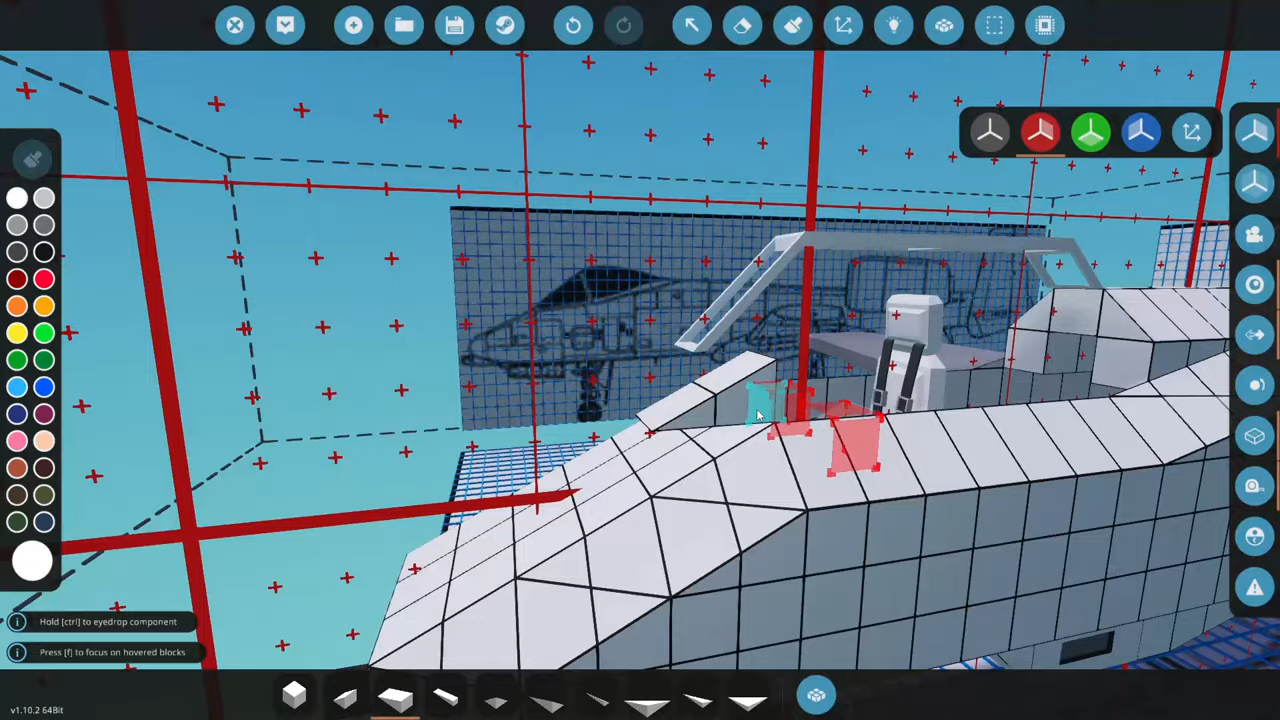 Hold [ctrl] to eyedrop component
Press [f] to focus on hovered blocks
v1.10.2 64Bit